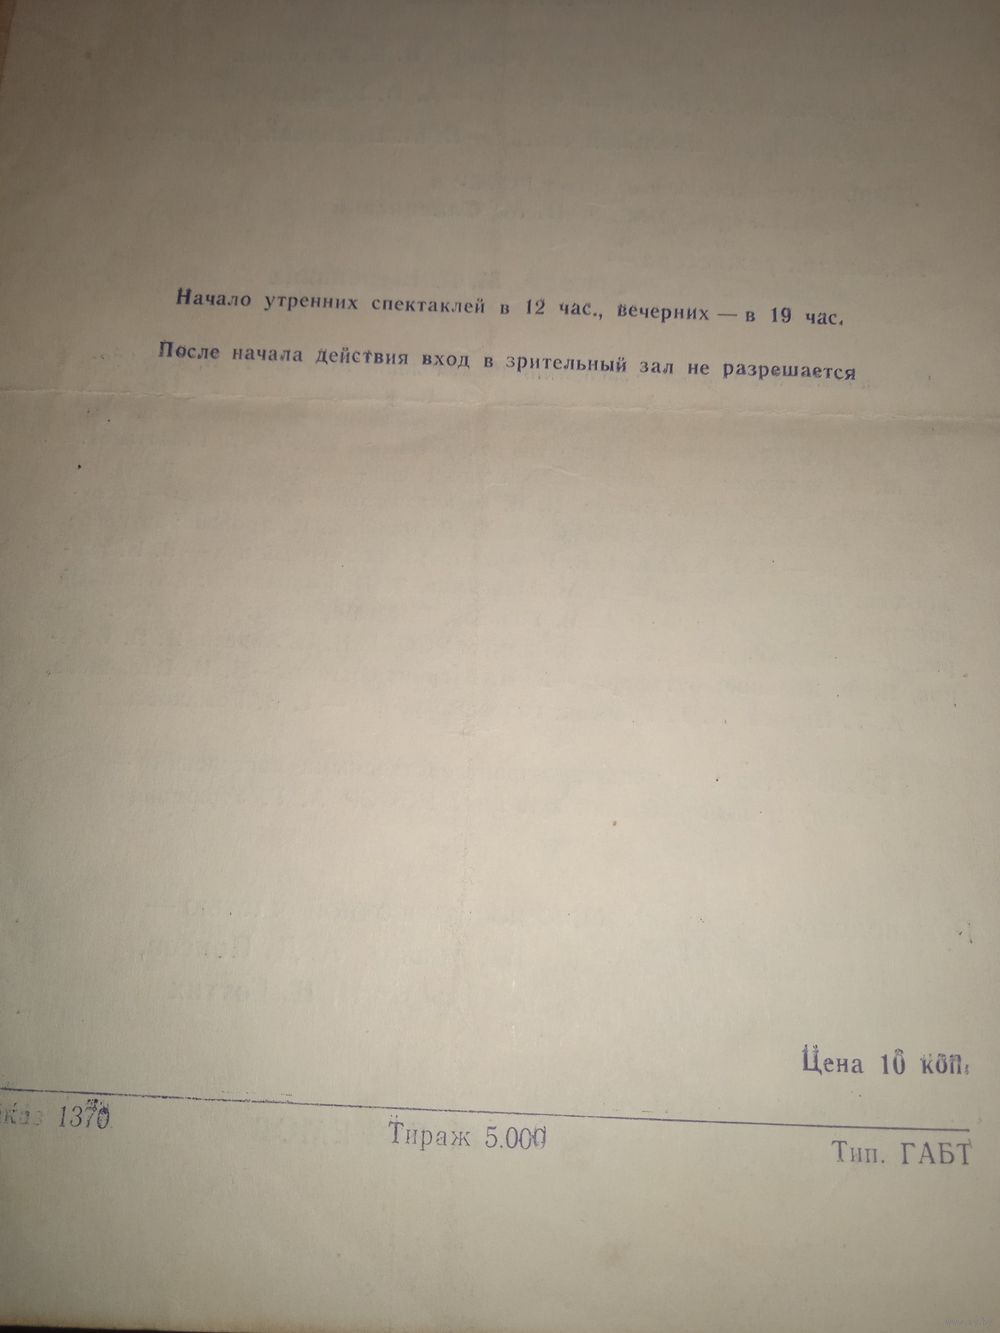 Начало утренних спектаклей в 12 час., вечерних — в 19 час.
После начала действия вход в зрительный зал не разрешается
Цена 10 коп.
каз 1370
Тираж 5.000
Тип. ГАБТ